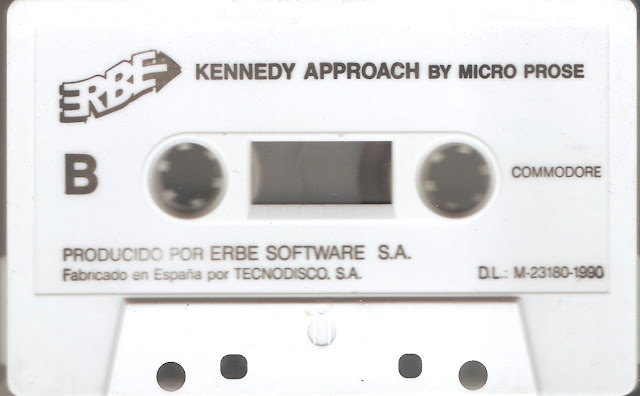 ERBE
KENNEDY APPROACH BY MICRO PROSE
B
COMMODORE
PRODUCIDO POR ERBE SOFTWARE S.A.
Fabricado en España por TECNODISCO. S.A.
D.L.: M-23180-1990